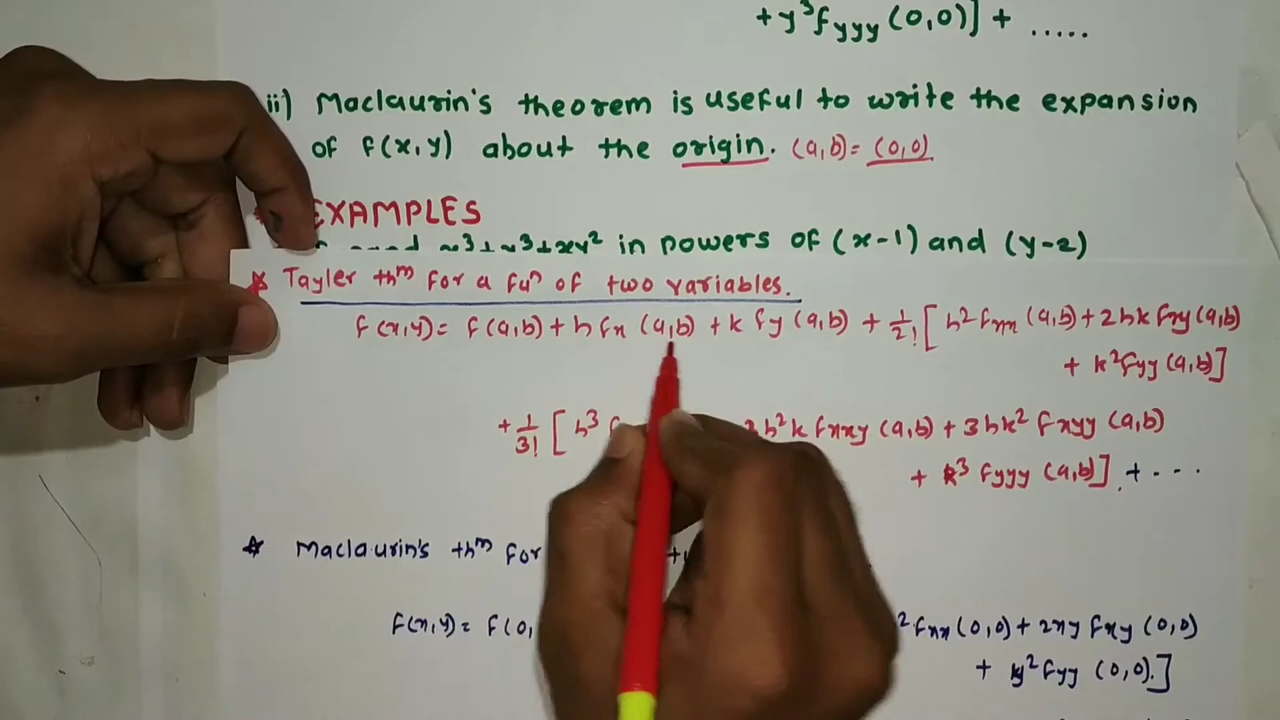 +y³fyyy (0,0)] + .....
ii) Maclaurin's theorem is useful to write the expansion
of f(x,y) about the origin. (a,b)= (0,0)
EXAMPLES
in powers of (x-1) and (y-2)
* Tayler thᵐ for a fuⁿ of two variables.
f(x,y)= f(a,b)+h fx (a,b) + k fy (a,b) + 1/2! [ h² fxx (a,b)+2hk fxy (a,b)
+ k² fyy (a,b)]
+ 1/3! [ h³ h²k fxxy (a,b) + 3hk² fxyy (a,b)
+ k³ fyyy (a,b)] + ...
* Maclaurin's thᵐ for
f(x,y)= f(0, ² fxx (0,0)+ 2xy fxy (0,0)
+ y² fyy (0,0).]